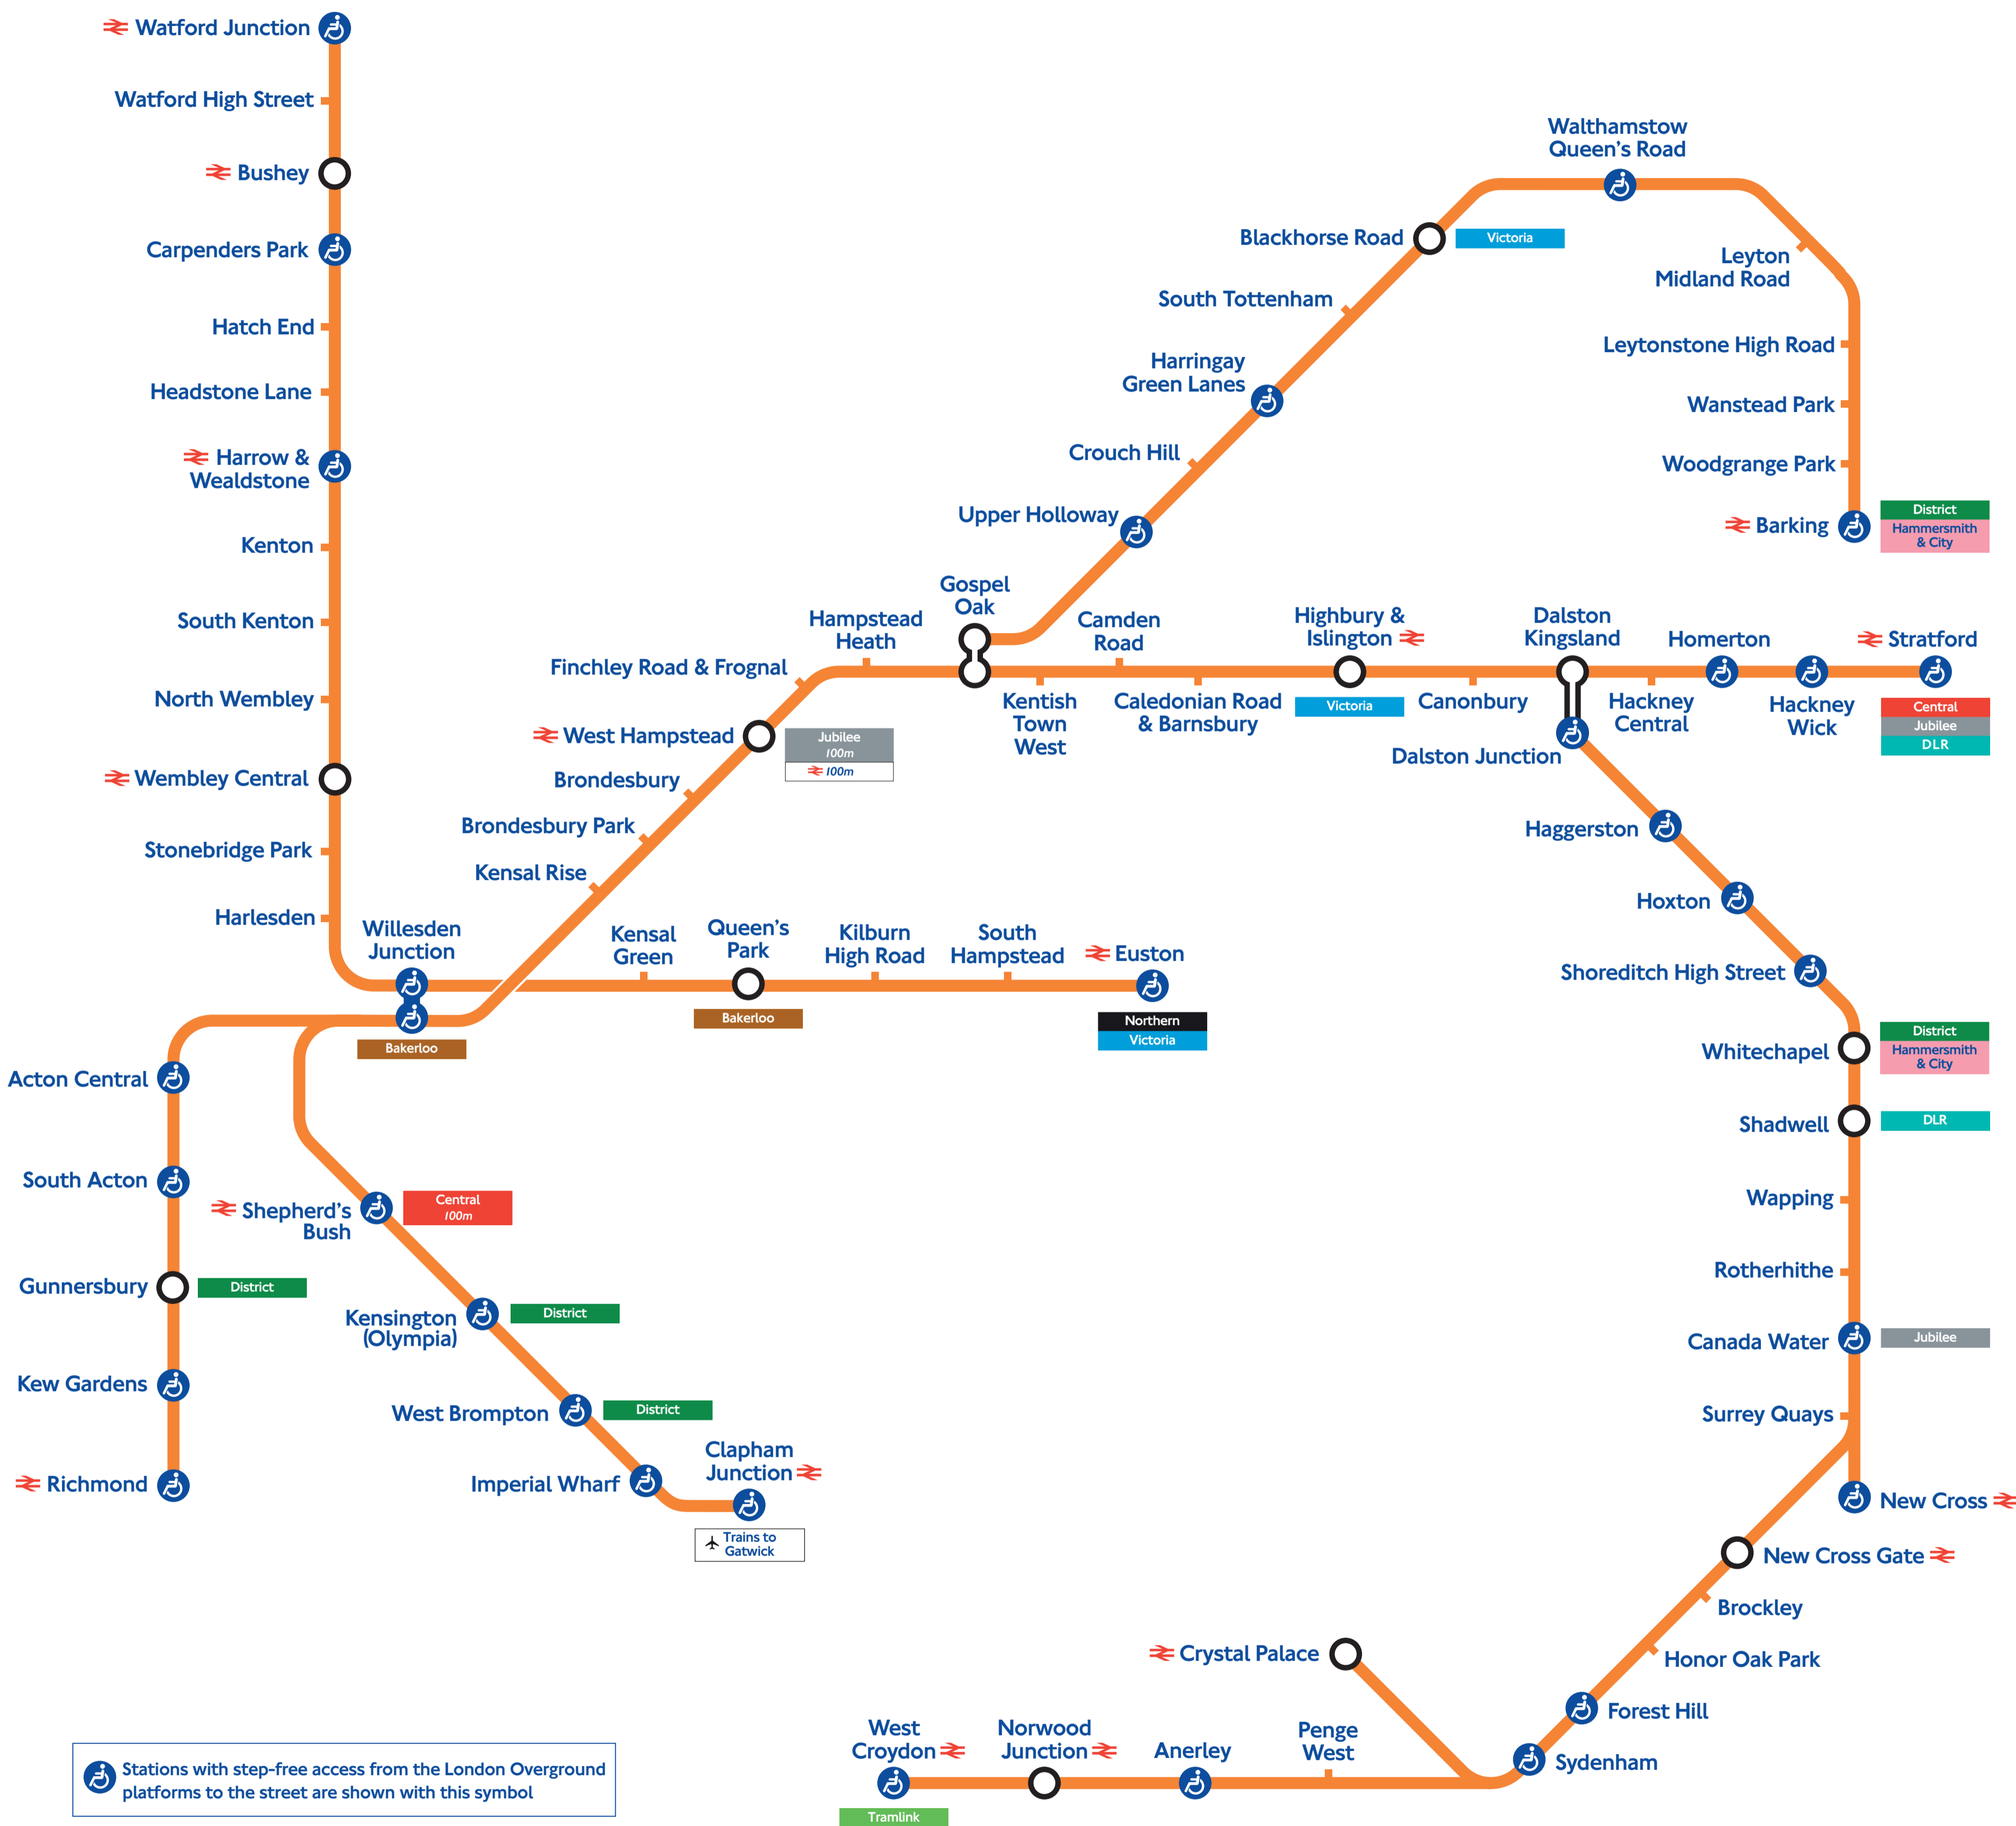 Watford Junction
Watford High Street
Bushey
Carpenders Park
Hatch End
Headstone Lane
Harrow &
Wealdstone
Kenton
South Kenton
North Wembley
Wembley Central
Stonebridge Park
Harlesden
Willesden
Junction
Bakerloo
Kensal
Green
Queen's
Park
Bakerloo
Kilburn
High Road
South
Hampstead
Euston
Northern
Victoria
Acton Central
South Acton
Gunnersbury
District
Kew Gardens
Richmond
Shepherd's
Bush
Central
100m
Kensington
(Olympia)
District
West Brompton
District
Imperial Wharf
Clapham
Junction
Trains to
Gatwick
Kensal Rise
Brondesbury Park
Brondesbury
West Hampstead
Jubilee
100m
100m
Finchley Road & Frognal
Hampstead
Heath
Gospel
Oak
Kentish
Town
West
Camden
Road
Caledonian Road
& Barnsbury
Highbury &
Islington
Victoria
Canonbury
Dalston
Kingsland
Hackney
Central
Homerton
Hackney
Wick
Stratford
Central
Jubilee
DLR
Upper Holloway
Crouch Hill
Harringay
Green Lanes
South Tottenham
Blackhorse Road
Victoria
Walthamstow
Queen's Road
Leyton
Midland Road
Leytonstone High Road
Wanstead Park
Woodgrange Park
Barking
District
Hammersmith
& City
Dalston Junction
Haggerston
Hoxton
Shoreditch High Street
Whitechapel
District
Hammersmith
& City
Shadwell
DLR
Wapping
Rotherhithe
Canada Water
Jubilee
Surrey Quays
New Cross
New Cross Gate
Brockley
Honor Oak Park
Forest Hill
Sydenham
Crystal Palace
Penge
West
Anerley
Norwood
Junction
West
Croydon
Tramlink
Stations with step-free access from the London Overground
platforms to the street are shown with this symbol